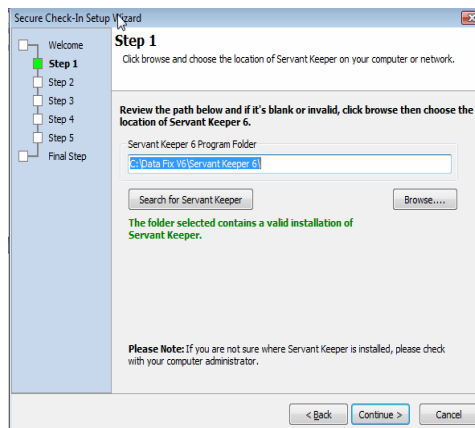 Secure Check-In Setup Wizard
Welcome
Step 1
Step 2
Step 3
Step 4
Step 5
Final Step
Step 1
Click browse and choose the location of Servant Keeper on your computer or network.
Review the path below and if it's blank or invalid, click browse then choose the
location of Servant Keeper 6.
Servant Keeper 6 Program Folder
C:\Data Fix V6\Servant Keeper 6\
Search for Servant Keeper
Browse....
The folder selected contains a valid installation of
Servant Keeper.
Please Note: If you are not sure where Servant Keeper is installed, please check
with your computer administrator.
< Back
Continue >
Cancel